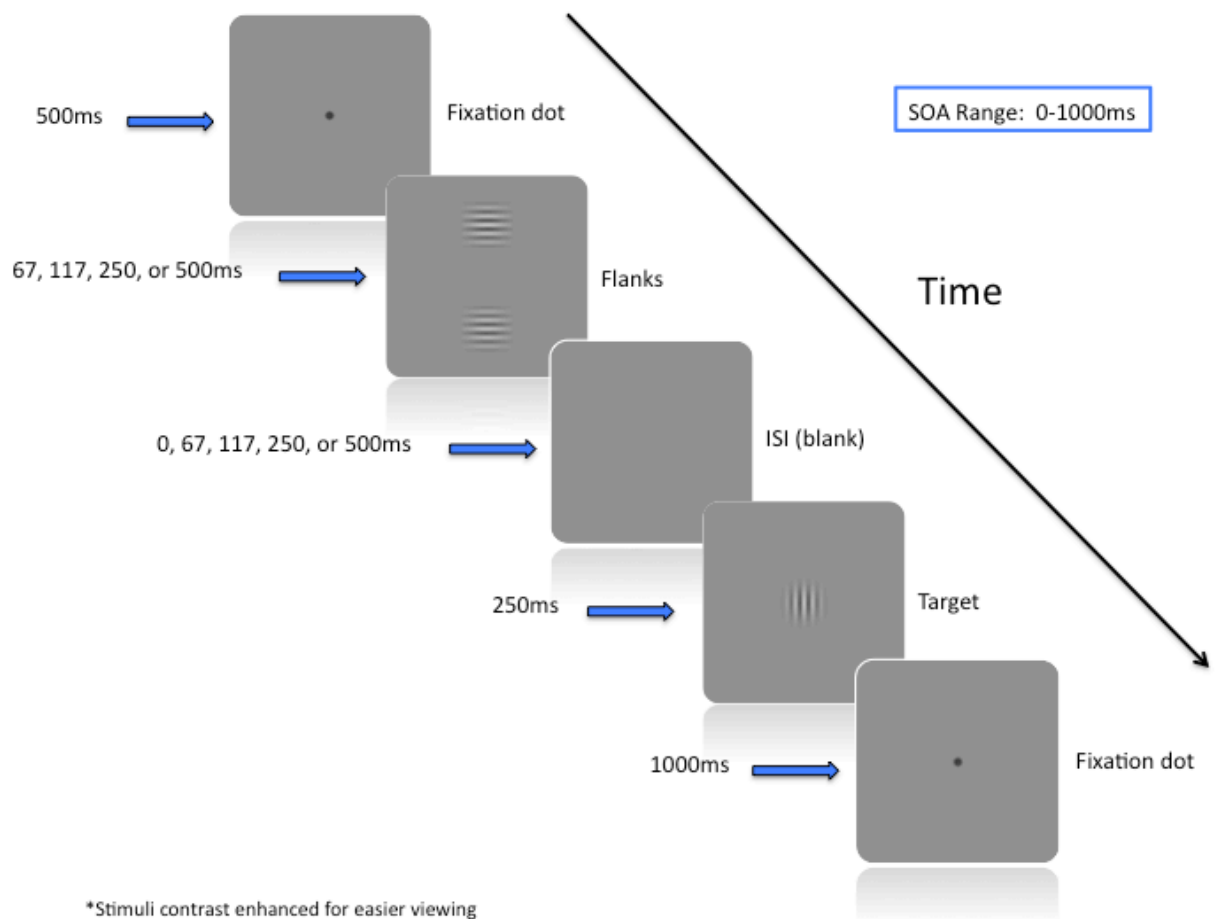 500ms
Fixation dot
SOA Range:  0-1000ms
67, 117, 250, or 500ms
Flanks
Time
0, 67, 117, 250, or 500ms
ISI (blank)
250ms
Target
1000ms
Fixation dot
*Stimuli contrast enhanced for easier viewing